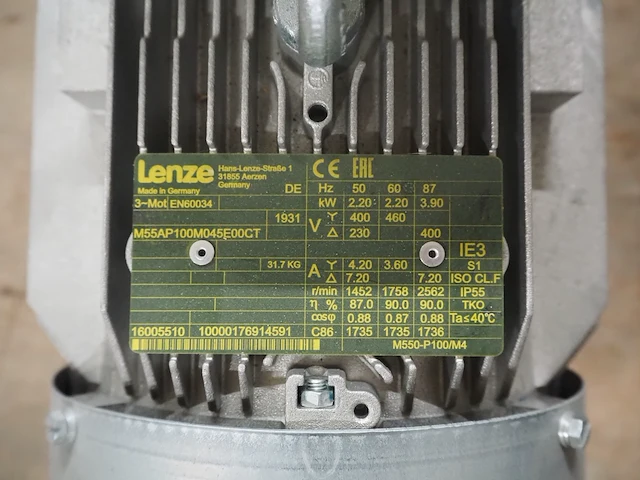 Lenze Hans-Lenze-Straße 1
31855 Aerzen
Germany
Made in Germany
CE EAC
DE Hz 50 60 87
3~Mot EN60034 kW 2.20 2.20 3.90
1931 V Y 400 460
M55AP100M045E00CT Δ 230 400
IE3
31.7 KG A Y 4.20 3.60 S1
Δ 7.20 7.20 ISO CL.F
r/min 1452 1758 2562 IP55
η % 87.0 90.0 90.0 TKO
cosφ 0.88 0.87 0.88 Ta≤40°C
16005510 10000176914591 C86 1735 1735 1736
M550-P100/M4